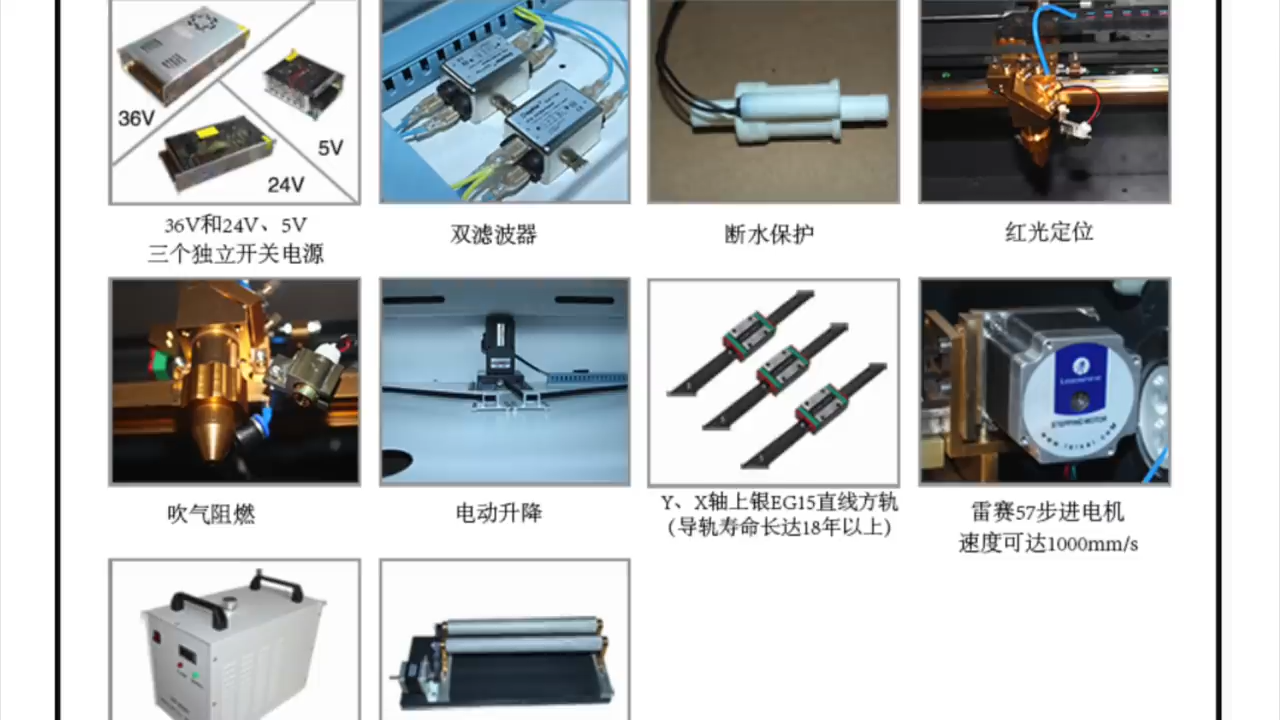 36V
5V
24V
36V和24V、5V
三个独立开关电源
双滤波器
断水保护
红光定位
吹气阻燃
电动升降
Y、X轴上银EG15直线方轨
(导轨寿命长达18年以上)
STEPPING MOTOR
雷赛57步进电机
速度可达1000mm/s